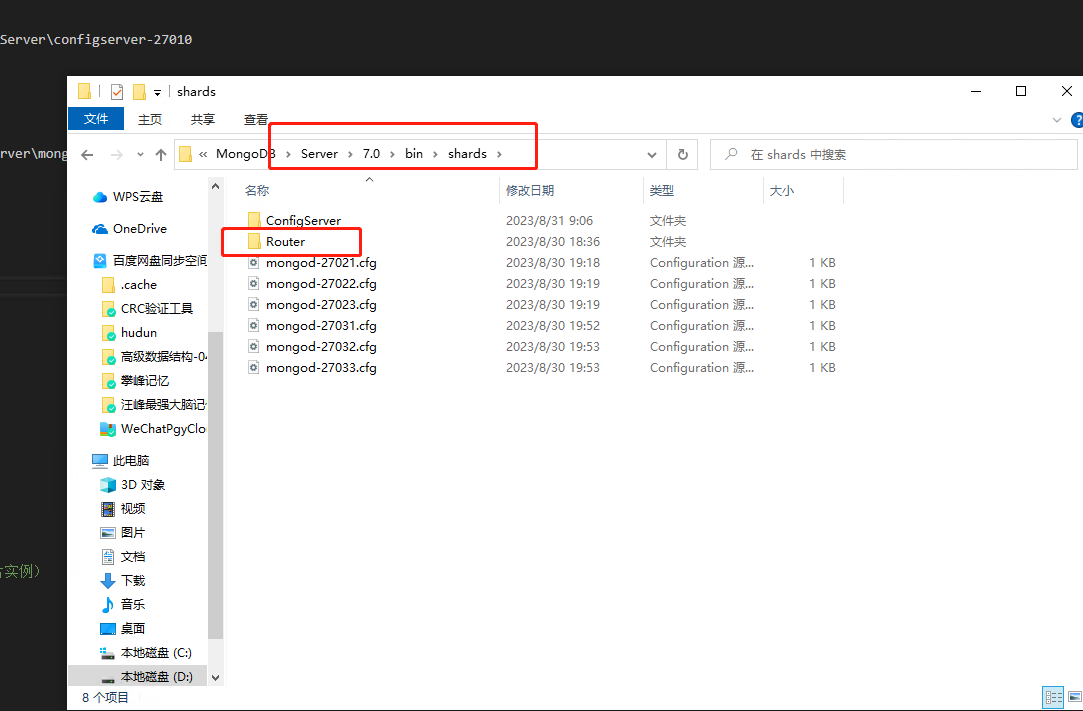 Server\configserver-27010
rver\mong
片实例）
shards
文件 主页 共享 查看
« MongoDB › Server › 7.0 › bin › shards ›
在 shards 中搜索
WPS云盘
OneDrive
百度网盘同步空间
.cache
CRC验证工具
hudun
高级数据结构-04
攀峰记忆
汪峰最强大脑记忆
WeChatPgyClo
此电脑
3D 对象
视频
图片
文档
下载
音乐
桌面
本地磁盘 (C:)
本地磁盘 (D:)
名称 修改日期 类型 大小
ConfigServer 2023/8/31 9:06 文件夹
Router 2023/8/30 18:36 文件夹
mongod-27021.cfg 2023/8/30 19:18 Configuration 源... 1 KB
mongod-27022.cfg 2023/8/30 19:19 Configuration 源... 1 KB
mongod-27023.cfg 2023/8/30 19:19 Configuration 源... 1 KB
mongod-27031.cfg 2023/8/30 19:52 Configuration 源... 1 KB
mongod-27032.cfg 2023/8/30 19:53 Configuration 源... 1 KB
mongod-27033.cfg 2023/8/30 19:53 Configuration 源... 1 KB
8 个项目